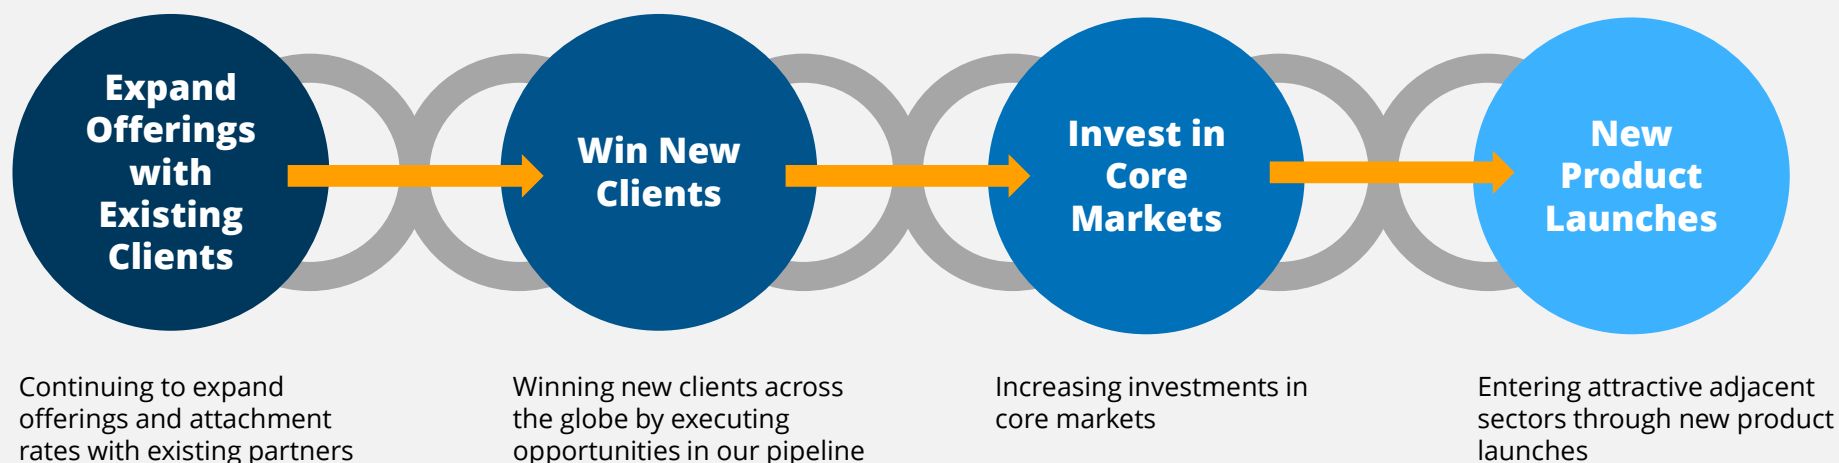 Expand
Offerings
with
Existing
Clients
Win New
Clients
Invest in
Core
Markets
New
Product
Launches
Continuing to expand
offerings and attachment
rates with existing partners
Winning new clients across
the globe by executing
opportunities in our pipeline
Increasing investments in
core markets
Entering attractive adjacent
sectors through new product
launches